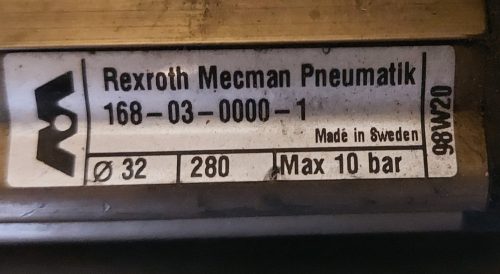 Rexroth Mecman Pneumatik
168-03-0000-1
Made in Sweden
Ø 32 280 Max 10 bar
98W20